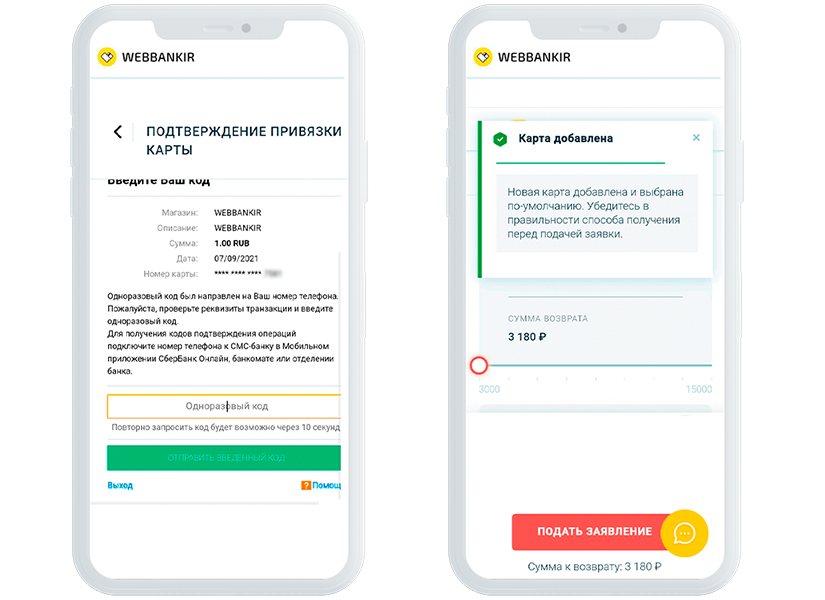 WEBBANKIR
ПОДТВЕРЖДЕНИЕ ПРИВЯЗКИ
КАРТЫ
Введите Ваш код
Магазин: WEBBANKIR
Описание: WEBBANKIR
Сумма: 1.00 RUB
Дата: 07/09/2021
Номер карты: **** **** ****
Одноразовый код был направлен на Ваш номер телефона.
Пожалуйста, проверьте реквизиты транзакции и введите
одноразовый код.
Для получения кодов подтверждения операций
подключите номер телефона к СМС-банку в Мобильном
приложении СберБанк Онлайн, банкомате или отделении
банка.
Одноразовый код
Повторно запросить код будет возможно через 10 секунд
ОТПРАВИТЬ ВВЕДЕННЫЙ КОД
Выход ? Помощ
WEBBANKIR
Карта добавлена ×
Новая карта добавлена и выбрана
по-умолчанию. Убедитесь в
правильности способа получения
перед подачей заявки.
СУММА ВОЗВРАТА
3 180 ₽
3000 15000
ПОДАТЬ ЗАЯВЛЕНИЕ
Сумма к возврату: 3 180 ₽